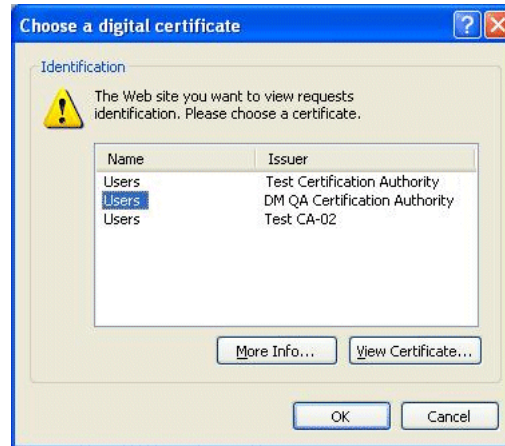 Choose a digital certificate
Identification
The Web site you want to view requests
identification. Please choose a certificate.
Name Issuer
Users Test Certification Authority
Users DM QA Certification Authority
Users Test CA-02
More Info... View Certificate...
OK Cancel